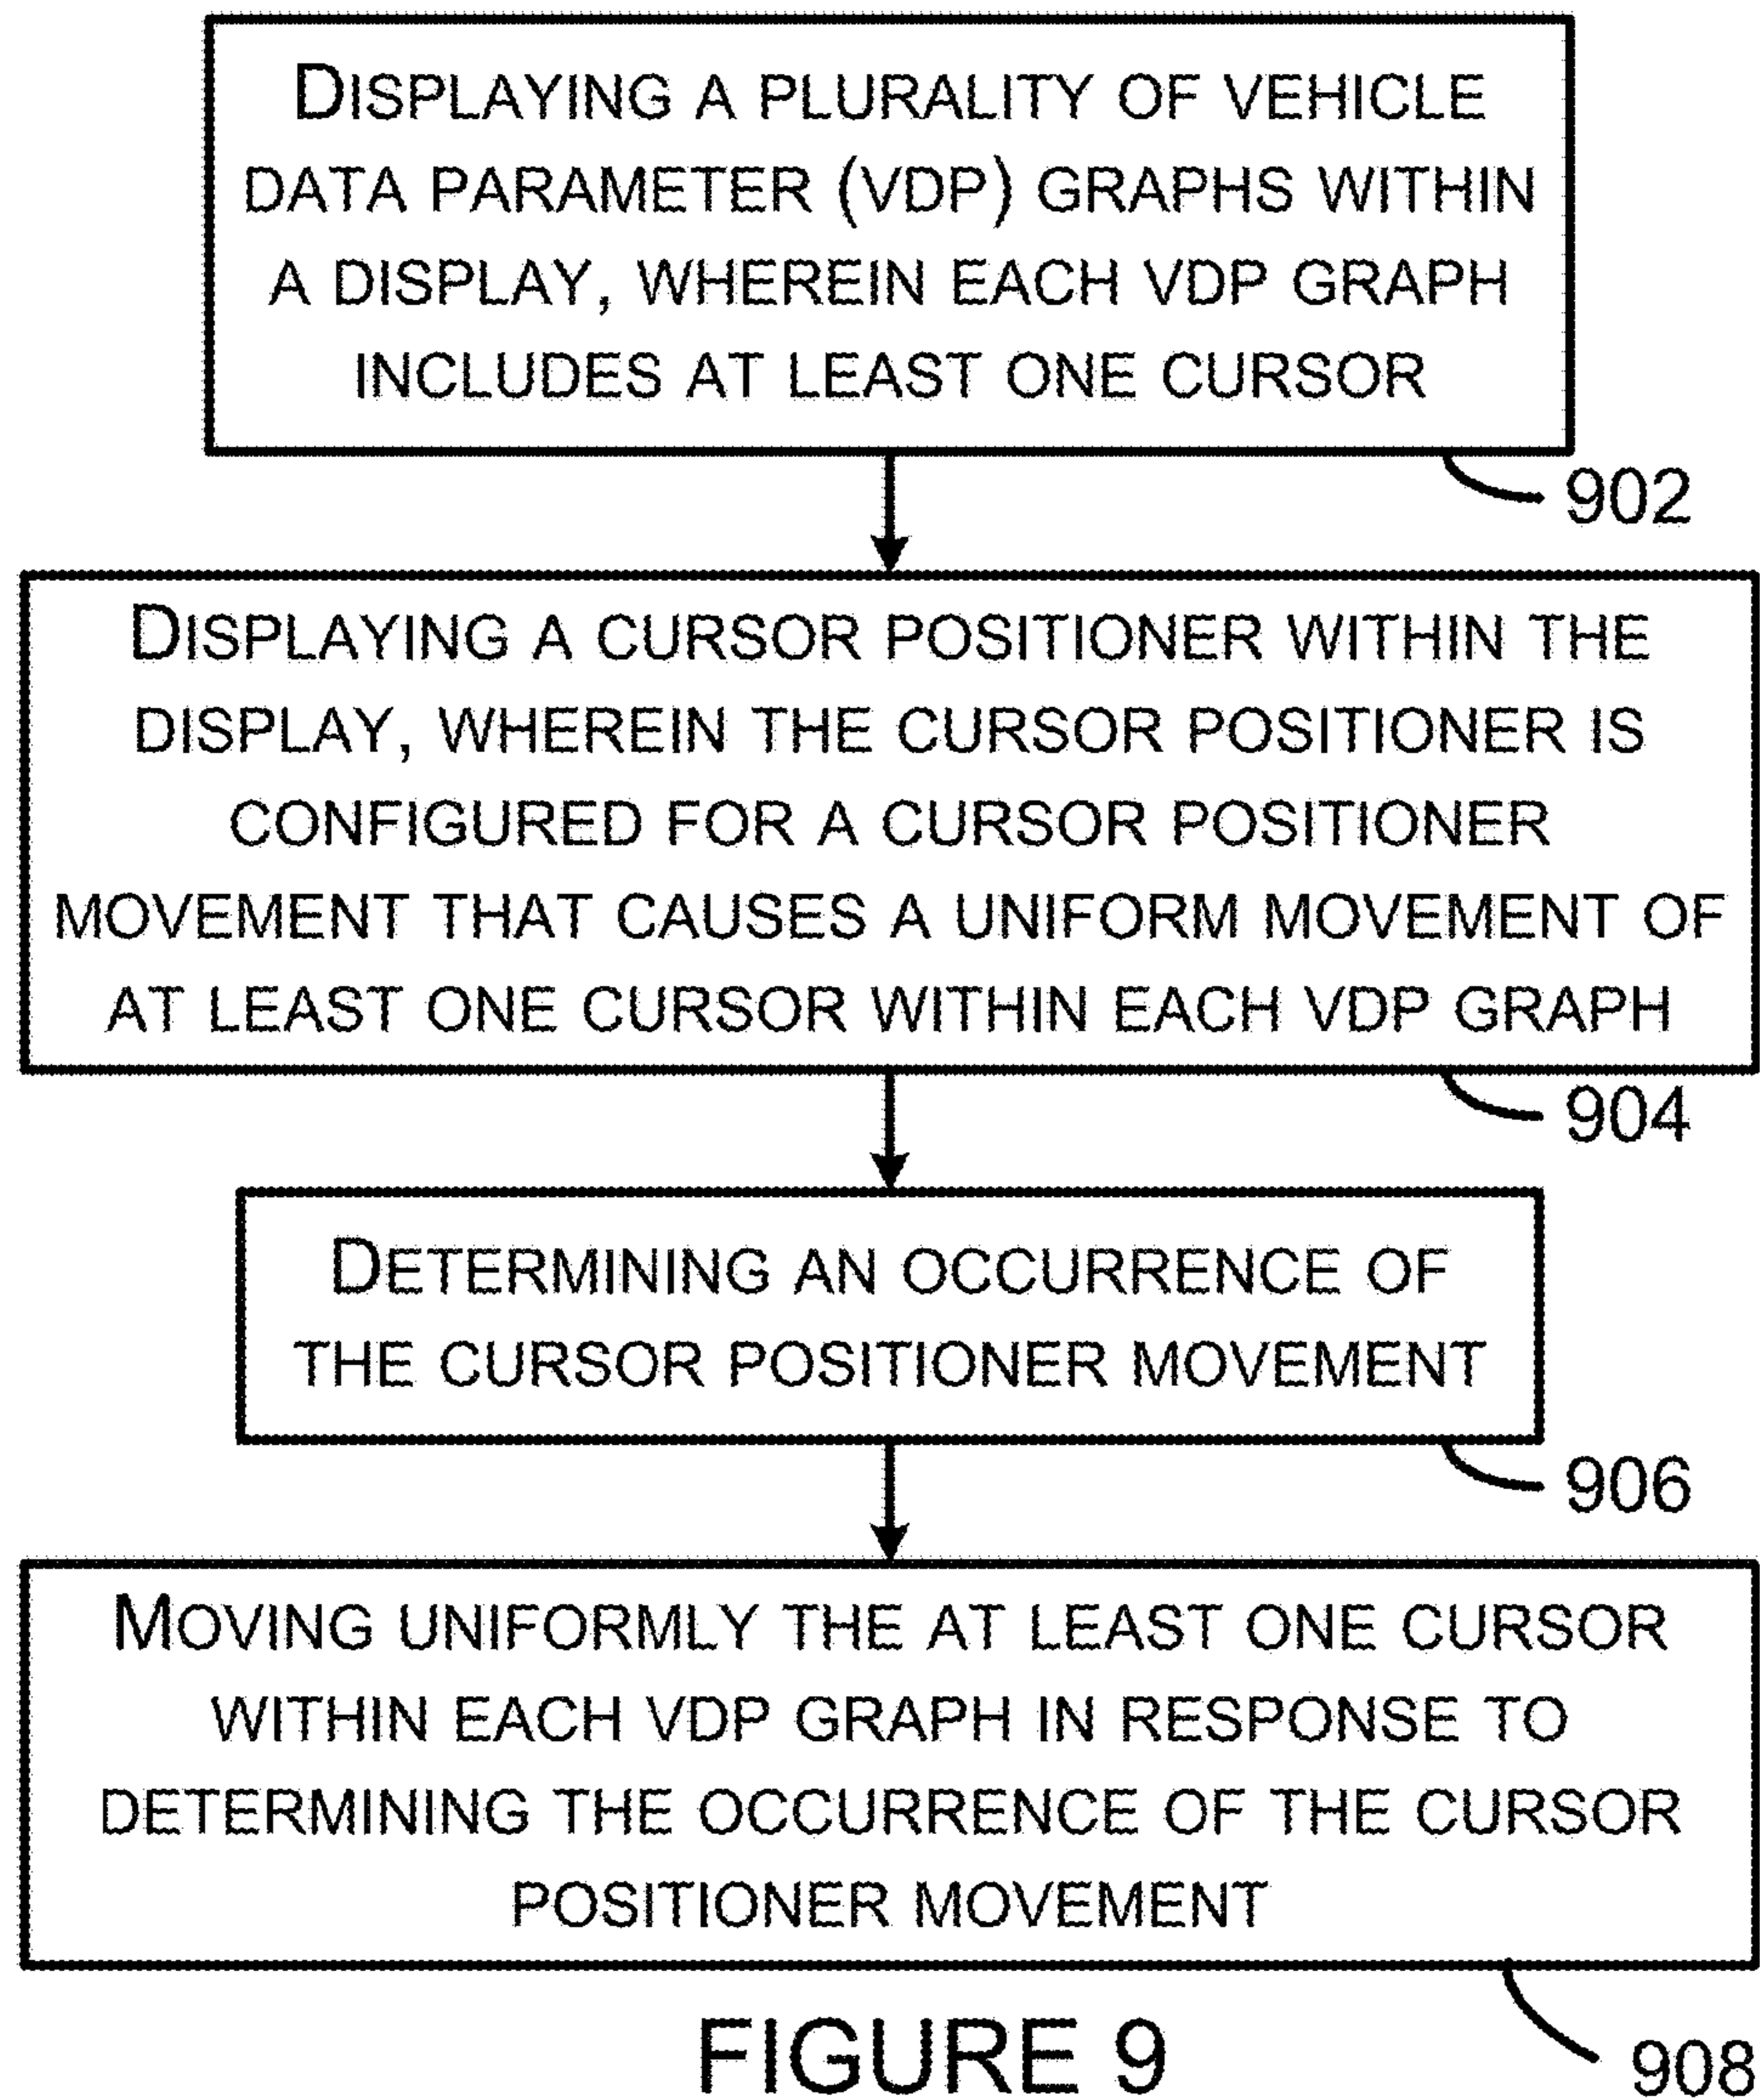 DISPLAYING A PLURALITY OF VEHICLE
DATA PARAMETER (VDP) GRAPHS WITHIN
A DISPLAY, WHEREIN EACH VDP GRAPH
INCLUDES AT LEAST ONE CURSOR
902
DISPLAYING A CURSOR POSITIONER WITHIN THE
DISPLAY, WHEREIN THE CURSOR POSITIONER IS
CONFIGURED FOR A CURSOR POSITIONER
MOVEMENT THAT CAUSES A UNIFORM MOVEMENT OF
AT LEAST ONE CURSOR WITHIN EACH VDP GRAPH
904
DETERMINING AN OCCURRENCE OF
THE CURSOR POSITIONER MOVEMENT
906
MOVING UNIFORMLY THE AT LEAST ONE CURSOR
WITHIN EACH VDP GRAPH IN RESPONSE TO
DETERMINING THE OCCURRENCE OF THE CURSOR
POSITIONER MOVEMENT
908
FIGURE 9